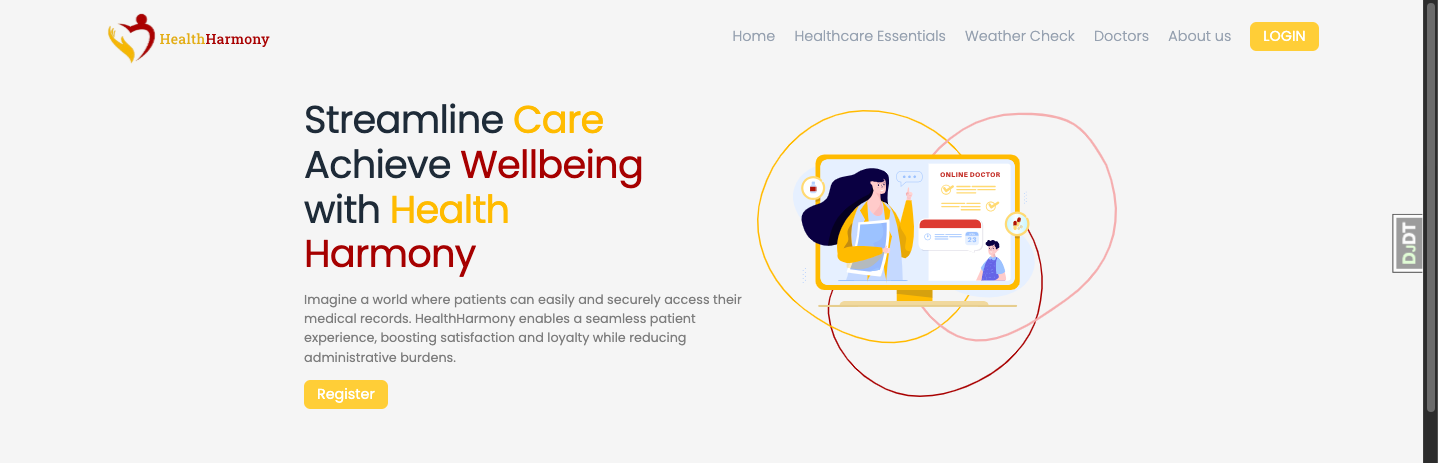 HealthHarmony
Home Healthcare Essentials Weather Check Doctors About us LOGIN
Streamline Care
Achieve Wellbeing
with Health
Harmony
ONLINE DOCTOR
23
DJDT
Imagine a world where patients can easily and securely access their
medical records. HealthHarmony enables a seamless patient
experience, boosting satisfaction and loyalty while reducing
administrative burdens.
Register